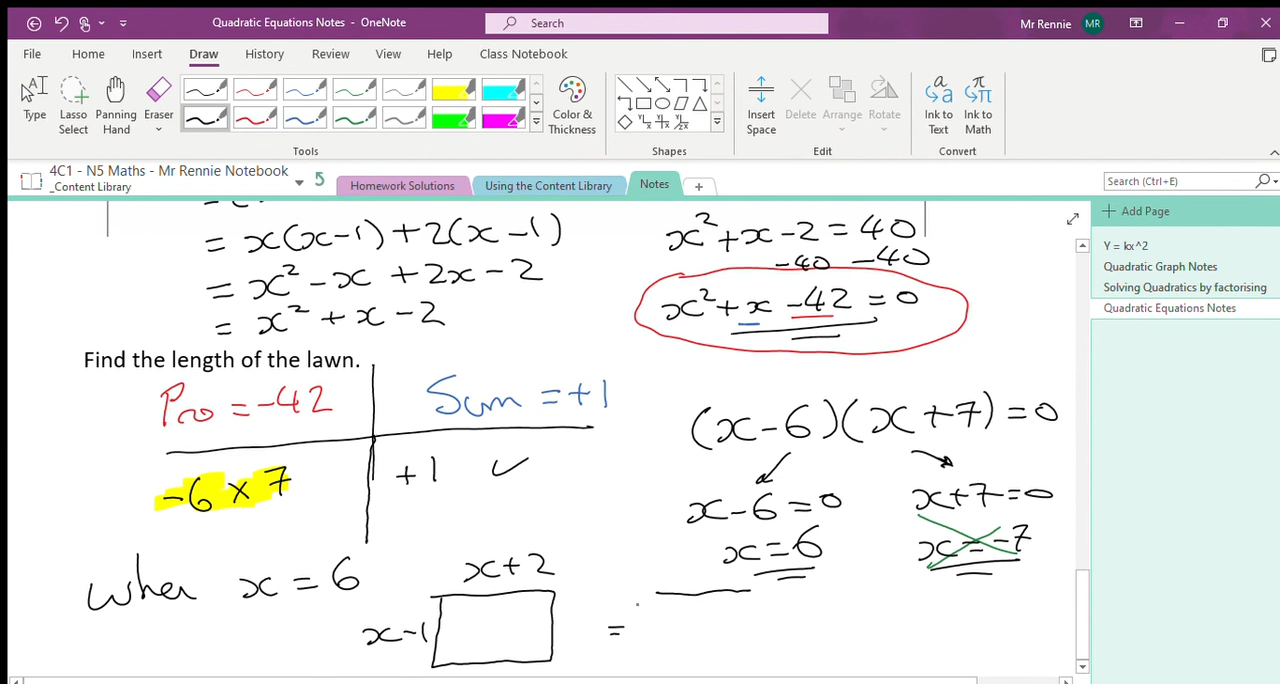 Quadratic Equations Notes - OneNote
Search
Mr Rennie MR
File Home Insert Draw History Review View Help Class Notebook
Type
Lasso Select
Panning Hand
Eraser
Color & Thickness
Insert Space
Delete
Arrange
Rotate
Ink to Text
Ink to Math
Tools Shapes Edit Convert
4C1 - N5 Maths - Mr Rennie Notebook
_Content Library
Homework Solutions Using the Content Library Notes +
Search (Ctrl+E)
Add Page
Y = kx^2
Quadratic Graph Notes
Solving Quadratics by factorising
Quadratic Equations Notes
= x(x-1)+2(x-1)
= x² - x + 2x - 2
= x² + x - 2
x² + x - 2 = 40
-40 -40
x² + x - 42 = 0
Find the length of the lawn.
Pro = -42 Sum = +1
-6 x 7 +1 ✓
(x-6)(x+7)=0
x-6=0 x+7=0
x=6 x=-7
When x = 6
x+2
x-1
=